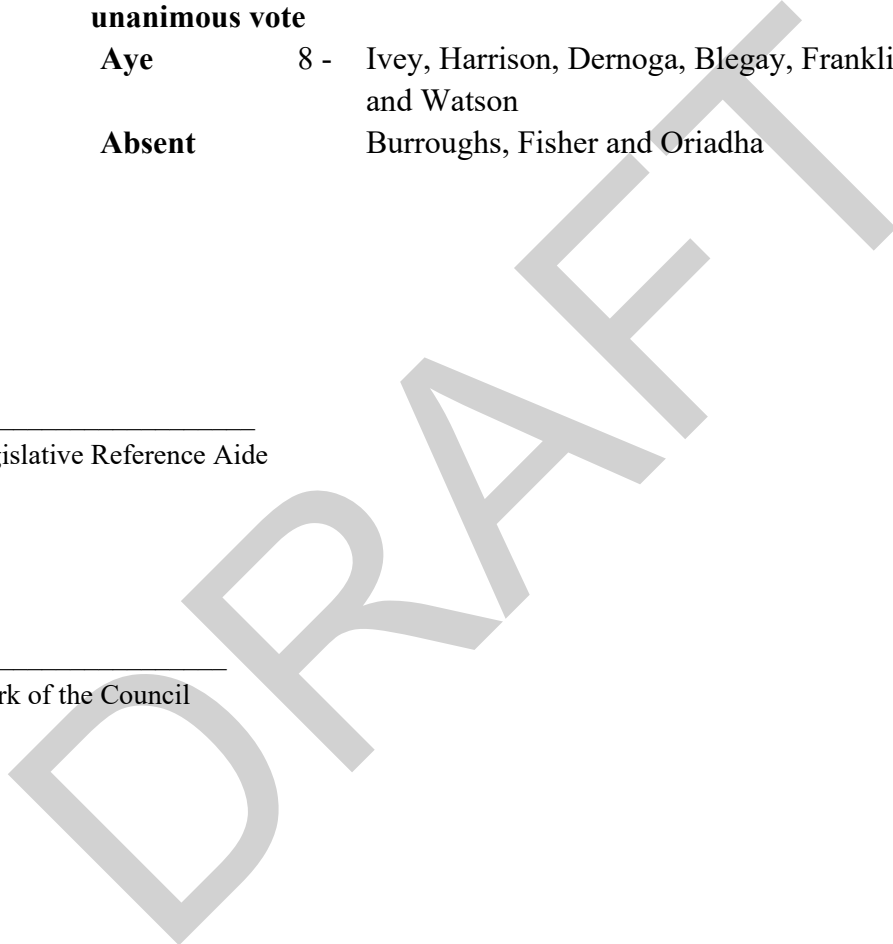 unanimous vote
Aye 8 - Ivey, Harrison, Dernoga, Blegay, Frankli
and Watson
Absent Burroughs, Fisher and Oriadha
gislative Reference Aide
rk of the Council
DRAFT